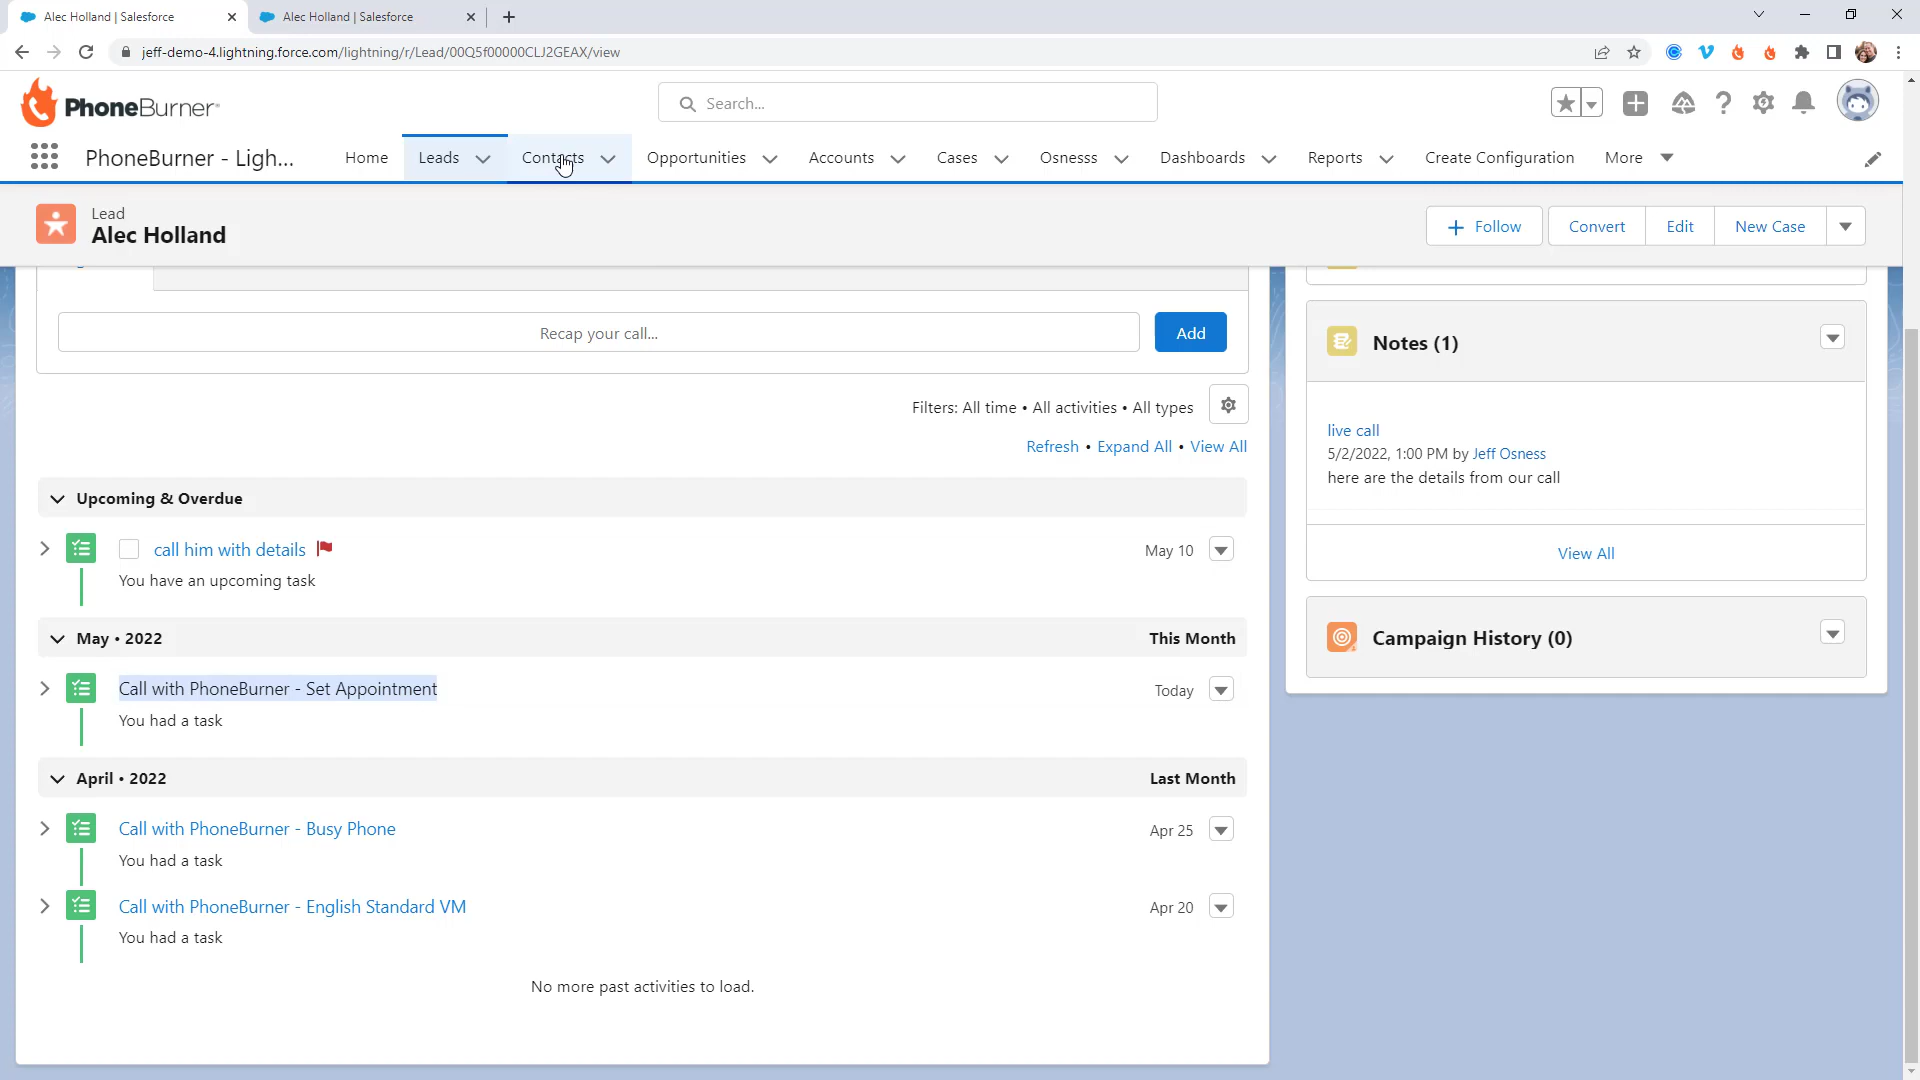 Alec Holland | Salesforce
Alec Holland | Salesforce
jeff-demo-4.lightning.force.com/lightning/r/Lead/00Q5f00000CLJ2GEAX/view
PhoneBurner
Search...
PhoneBurner - Ligh...
Home
Leads
Contacts
Opportunities
Accounts
Cases
Osnesss
Dashboards
Reports
Create Configuration
More
Lead
Alec Holland
Follow
Convert
Edit
New Case
Recap your call...
Add
Filters: All time • All activities • All types
Refresh • Expand All • View All
Upcoming & Overdue
call him with details
May 10
You have an upcoming task
May • 2022
This Month
Call with PhoneBurner - Set Appointment
Today
You had a task
April • 2022
Last Month
Call with PhoneBurner - Busy Phone
Apr 25
You had a task
Call with PhoneBurner - English Standard VM
Apr 20
You had a task
No more past activities to load.
Notes (1)
live call
5/2/2022, 1:00 PM by Jeff Osness
here are the details from our call
View All
Campaign History (0)